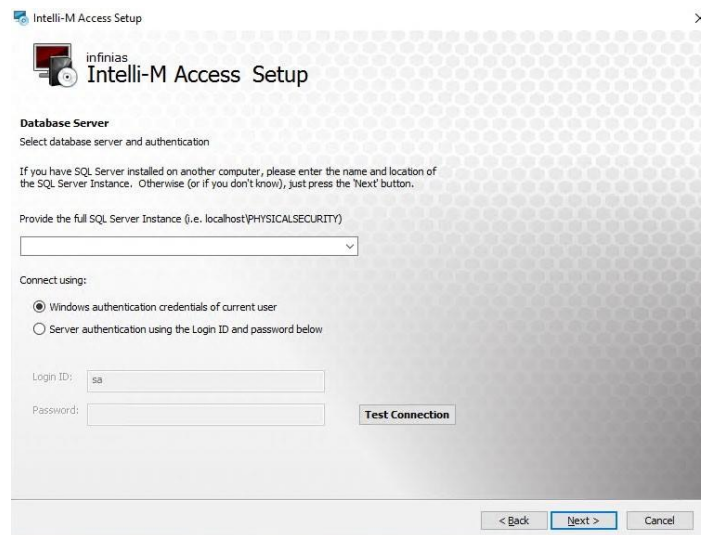 Intelli-M Access Setup
infinias
Intelli-M Access Setup
Database Server
Select database server and authentication
If you have SQL Server installed on another computer, please enter the name and location of
the SQL Server Instance. Otherwise (or if you don't know), just press the 'Next' button.
Provide the full SQL Server Instance (i.e. localhost\PHYSICALSECURITY)
Connect using:
Windows authentication credentials of current user
Server authentication using the Login ID and password below
Login ID: sa
Password:
Test Connection
< Back Next > Cancel